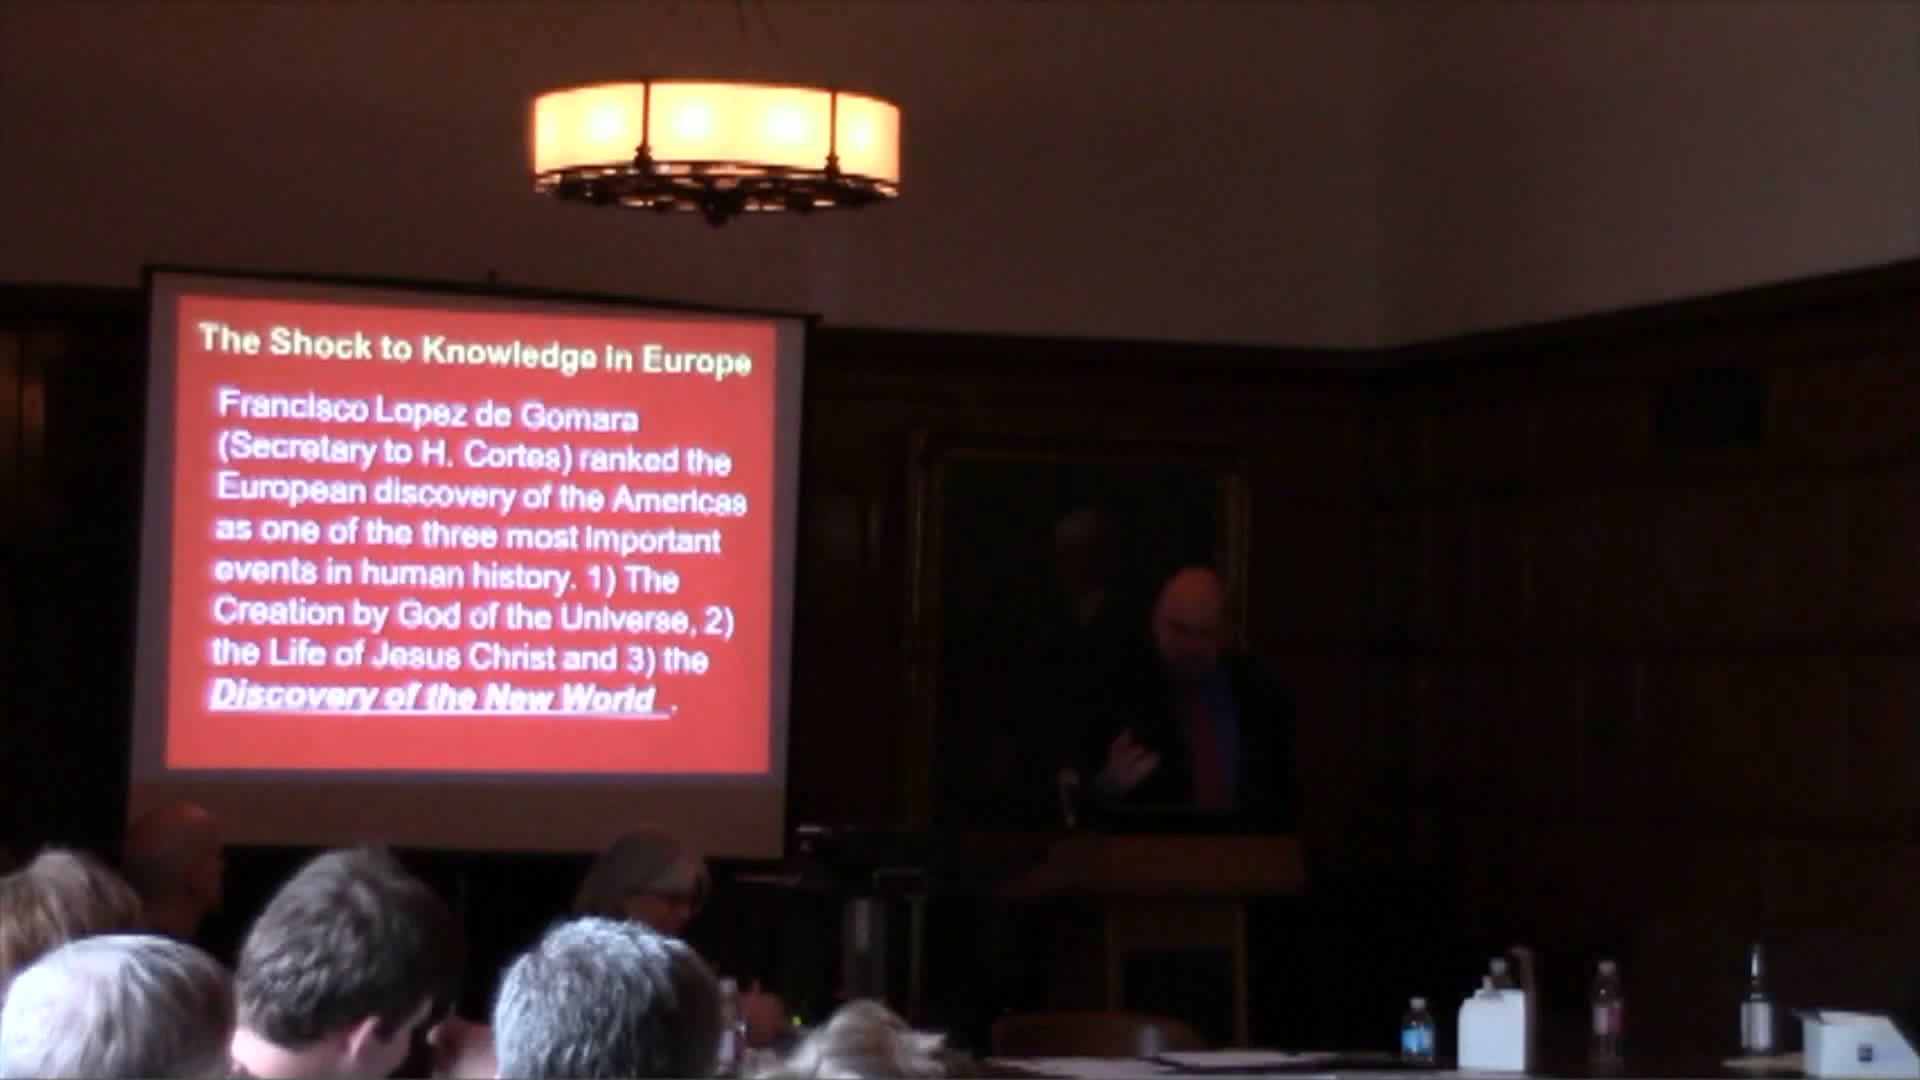 The Shock to Knowledge in Europe
Francisco Lopez de Gomara
(Secretary to H. Cortes) ranked the
European discovery of the Americas
as one of the three most important
events in human history. 1) The
Creation by God of the Universe, 2)
the Life of Jesus Christ and 3) the
Discovery of the New World .